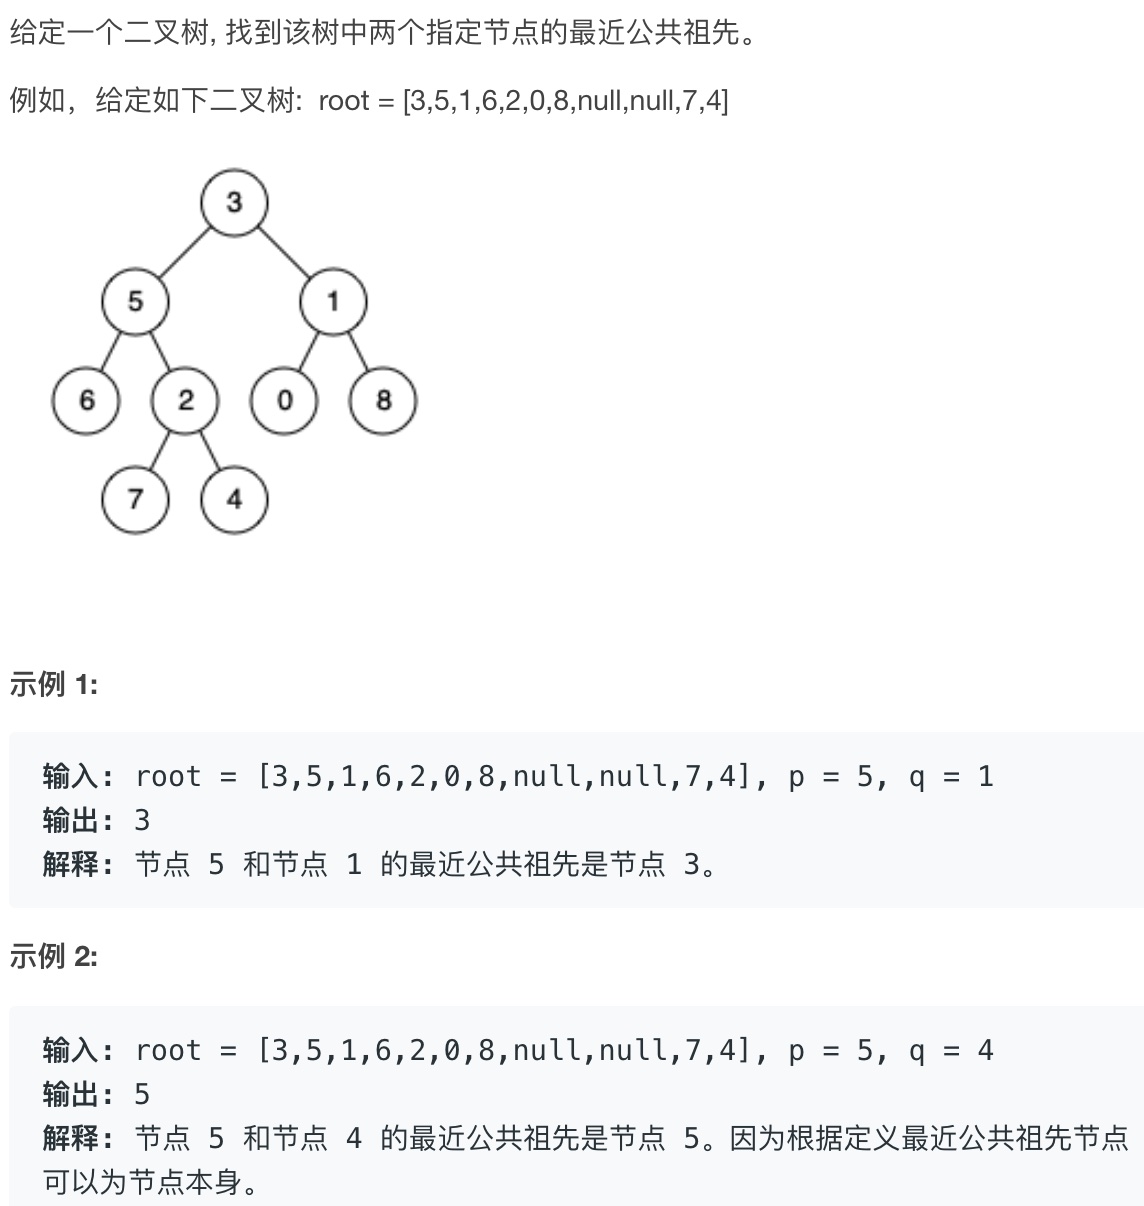 给定一个二叉树, 找到该树中两个指定节点的最近公共祖先。
例如，给定如下二叉树: root = [3,5,1,6,2,0,8,null,null,7,4]
3
5 1
6 2 0 8
7 4
示例 1:
输入: root = [3,5,1,6,2,0,8,null,null,7,4], p = 5, q = 1
输出: 3
解释: 节点 5 和节点 1 的最近公共祖先是节点 3。
示例 2:
输入: root = [3,5,1,6,2,0,8,null,null,7,4], p = 5, q = 4
输出: 5
解释: 节点 5 和节点 4 的最近公共祖先是节点 5。因为根据定义最近公共祖先节点
可以为节点本身。